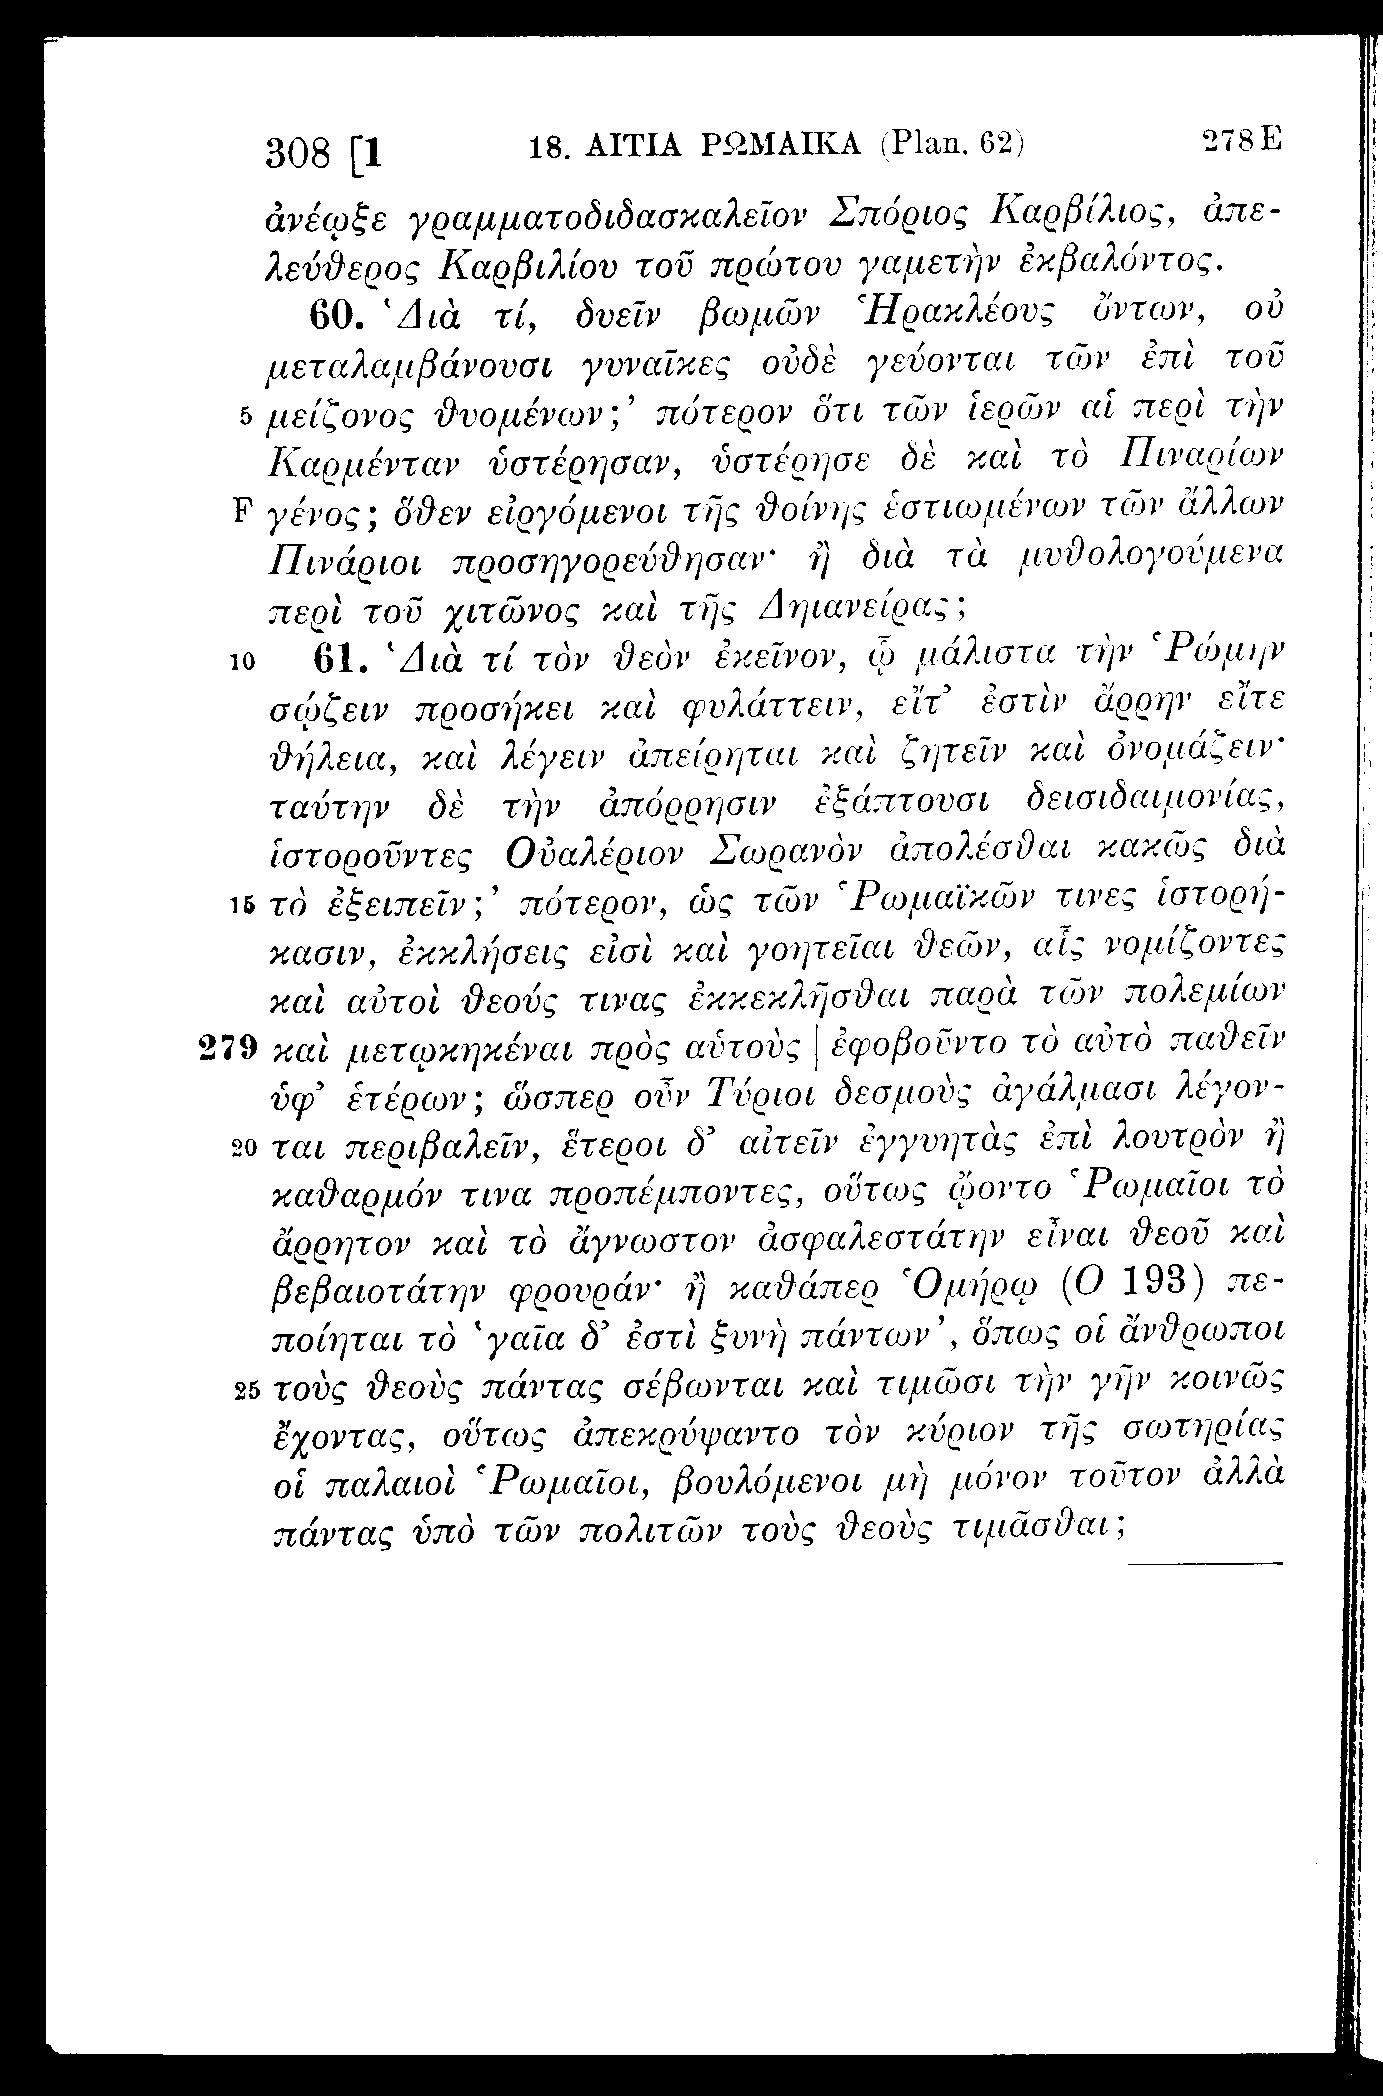 308 [1 18. ΑΙΤΙΑ ΡΩΜΑΙΚΑ (Plan. 62) 278 E
ἀνέῳξε γραμματοδιδασκαλεῖον Σπόριος Καρβίλιος, ἀπε-
λεύθερος Καρβιλίου τοῦ πρώτου γαμετὴν ἐκβαλόντος.
60. ‘Διὰ τί, δυεῖν βωμῶν Ἡρακλέους ὄντων, οὐ
μεταλαμβάνουσι γυναῖκες οὐδὲ γεύονται τῶν ἐπὶ τοῦ
5 μείζονος θυομένων;’ πότερον ὅτι τῶν ἱερῶν αἱ περὶ τὴν
Καρμένταν ὑστέρησαν, ὑστέρησε δὲ καὶ τὸ Πιναρίων
F γένος; ὅθεν εἰργόμενοι τῆς θοίνης ἑστιωμένων τῶν ἄλλων
Πινάριοι προσηγορεύθησαν· ἢ διὰ τὰ μυθολογούμενα
περὶ τοῦ χιτῶνος καὶ τῆς Δηιανείρας;
10 61. ‘Διὰ τί τὸν θεὸν ἐκεῖνον, ᾧ μάλιστα τὴν Ῥώμην
σῴζειν προσήκει καὶ φυλάττειν, εἴτ’ ἐστὶν ἄρρην εἴτε
θήλεια, καὶ λέγειν ἀπείρηται καὶ ζητεῖν καὶ ὀνομάζειν·
ταύτην δὲ τὴν ἀπόρρησιν ἐξάπτουσι δεισιδαιμονίας,
ἱστοροῦντες Οὐαλέριον Σωρανὸν ἀπολέσθαι κακῶς διὰ
15 τὸ ἐξειπεῖν;’ πότερον, ὡς τῶν Ῥωμαϊκῶν τινες ἱστορή-
κασιν, ἐκκλήσεις εἰσὶ καὶ γοητεῖαι θεῶν, αἷς νομίζοντες
καὶ αὐτοὶ θεούς τινας ἐκκεκλῆσθαι παρὰ τῶν πολεμίων
279 καὶ μετῳκηκέναι πρὸς αὑτοὺς | ἐφοβοῦντο τὸ αὐτὸ παθεῖν
ὑφ’ ἑτέρων; ὥσπερ οὖν Τύριοι δεσμοὺς ἀγάλμασι λέγον-
20 ται περιβαλεῖν, ἕτεροι δ’ αἰτεῖν ἐγγυητὰς ἐπὶ λουτρὸν ἢ
καθαρμόν τινα προπέμποντες, οὕτως ᾤοντο Ῥωμαῖοι τὸ
ἄρρητον καὶ τὸ ἄγνωστον ἀσφαλεστάτην εἶναι θεοῦ καὶ
βεβαιοτάτην φρουράν· ἢ καθάπερ Ὁμήρῳ (Ο 193) πε-
ποίηται τὸ ‘γαῖα δ’ ἐστὶ ξυνὴ πάντων’, ὅπως οἱ ἄνθρωποι
25 τοὺς θεοὺς πάντας σέβωνται καὶ τιμῶσι τὴν γῆν κοινῶς
ἔχοντας, οὕτως ἀπεκρύψαντο τὸν κύριον τῆς σωτηρίας
οἱ παλαιοὶ Ῥωμαῖοι, βουλόμενοι μὴ μόνον τοῦτον ἀλλὰ
πάντας ὑπὸ τῶν πολιτῶν τοὺς θεοὺς τιμᾶσθαι;